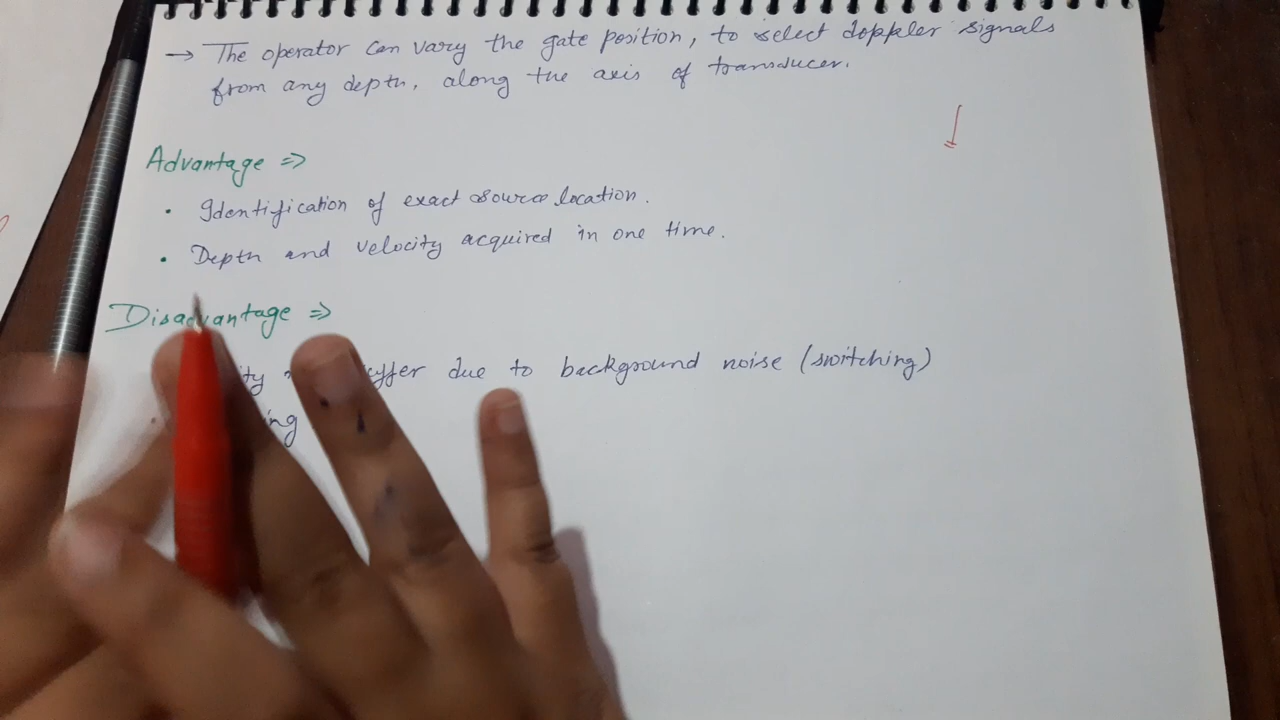 → The operator can vary the gate position, to select doppler signals
from any depth, along the axis of transducer.
Advantage ⇒
• Identification of exact source location.
• Depth and velocity acquired in one time.
Disadvantage ⇒
due to background noise (switching)